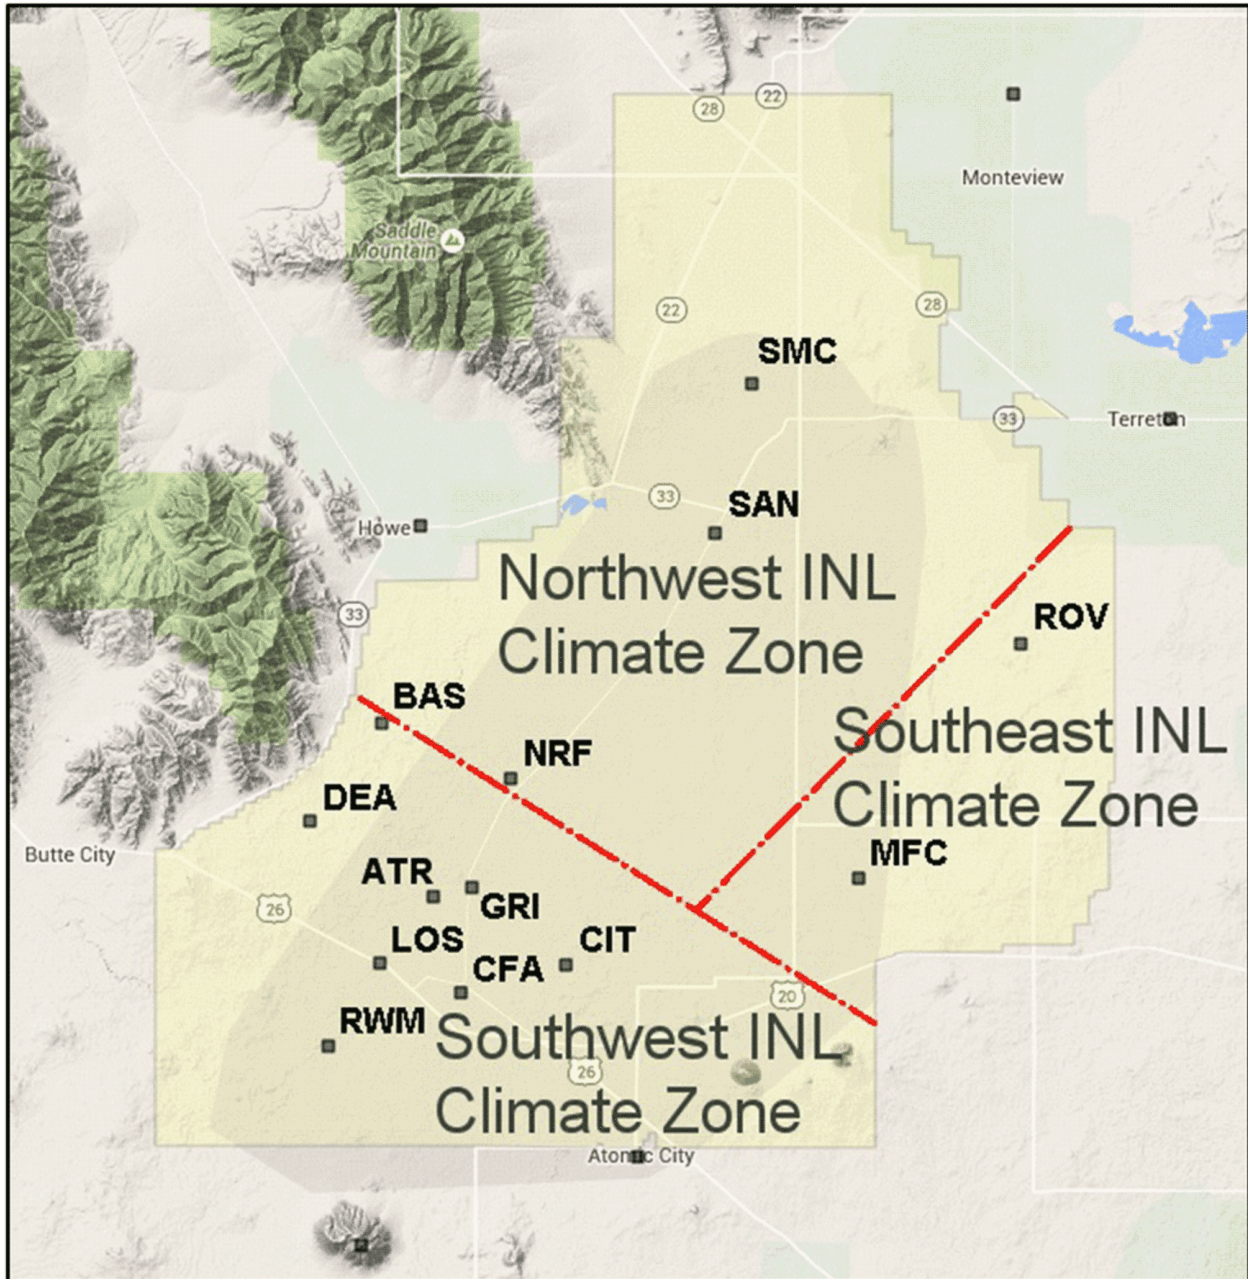 28
22
Monteview
Saddle
Mountain
22
28
SMC
33
Terreton
33
SAN
Howe
Northwest INL
Climate Zone
33
ROV
BAS
Southeast INL
Climate Zone
NRF
DEA
MFC
Butte City
ATR
GRI
26
LOS
CIT
CFA
20
RWM
Southwest INL
Climate Zone
26
Atomic City